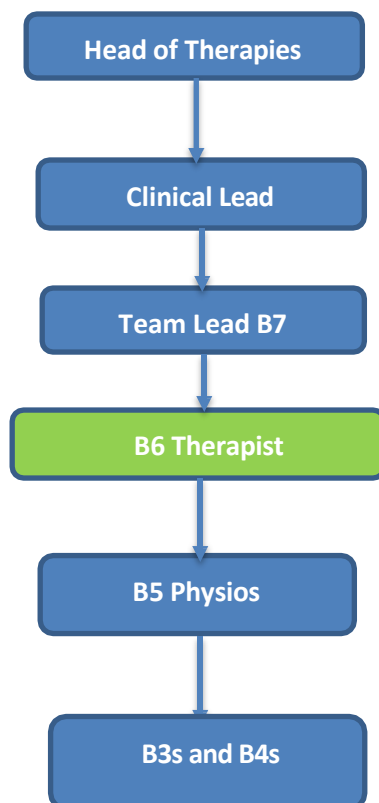 Head of Therapies
Clinical Lead
Team Lead B7
B6 Therapist
B5 Physios
B3s and B4s